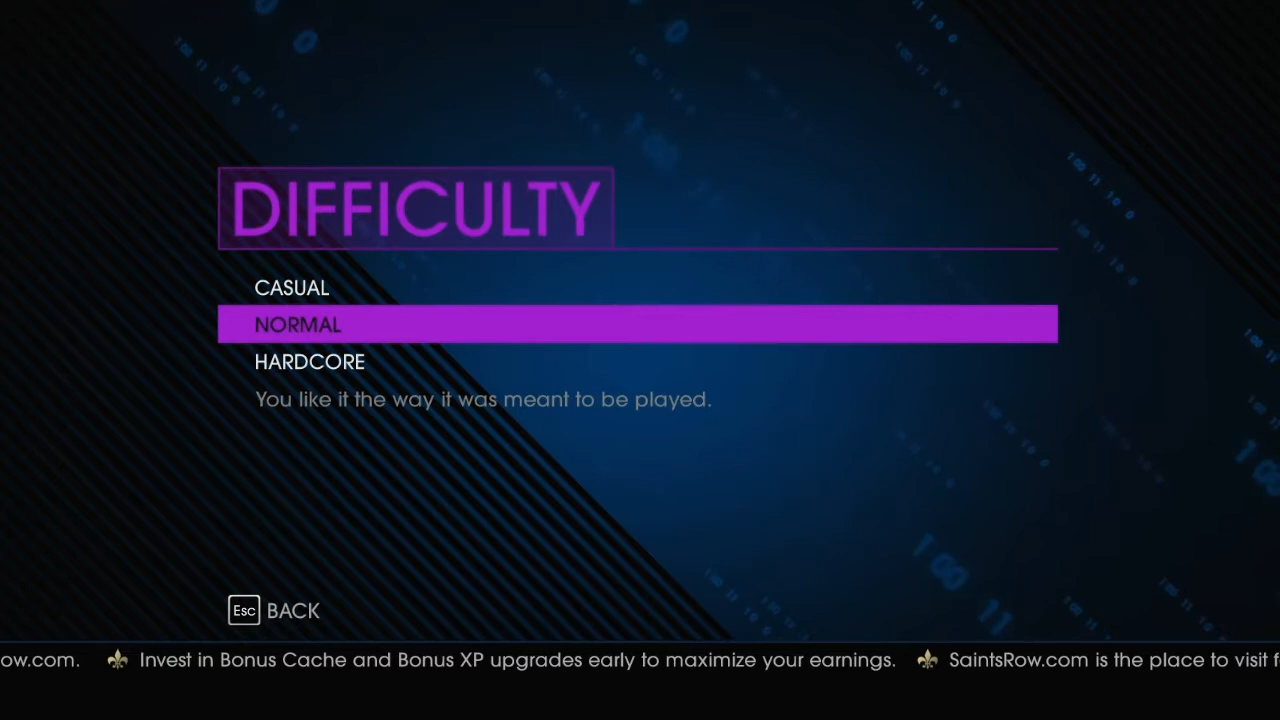 DIFFICULTY
CASUAL
NORMAL
HARDCORE
You like it the way it was meant to be played.
Esc BACK
ow.com. Invest in Bonus Cache and Bonus XP upgrades early to maximize your earnings. SaintsRow.com is the place to visit f